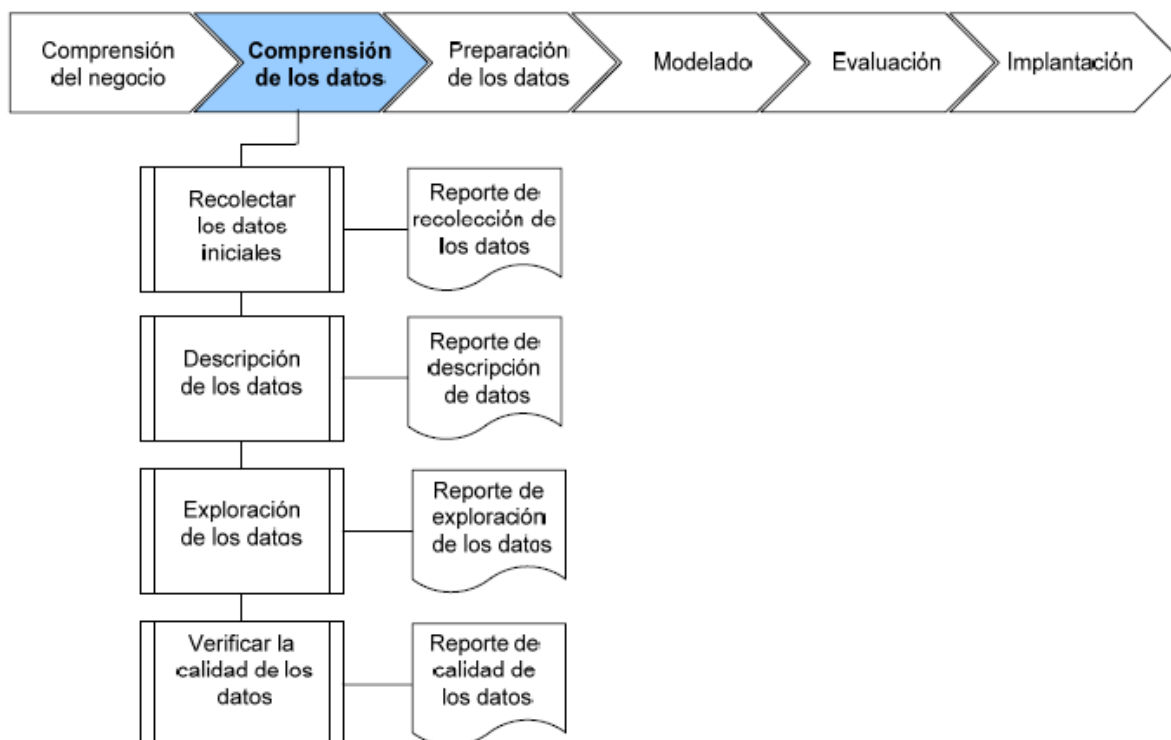 Comprensión
del negocio
Comprensión
de los datos
Preparación
de los datos
Modelado
Evaluación
Implantación
Recolectar
los datos
iniciales
Reporte de
recolección de
los datos
Descripción
de los datos
Reporte de
descripción
de datos
Exploración
de los datos
Reporte de
exploración
de los datos
Verificar la
calidad de los
datos
Reporte de
calidad de
los datos